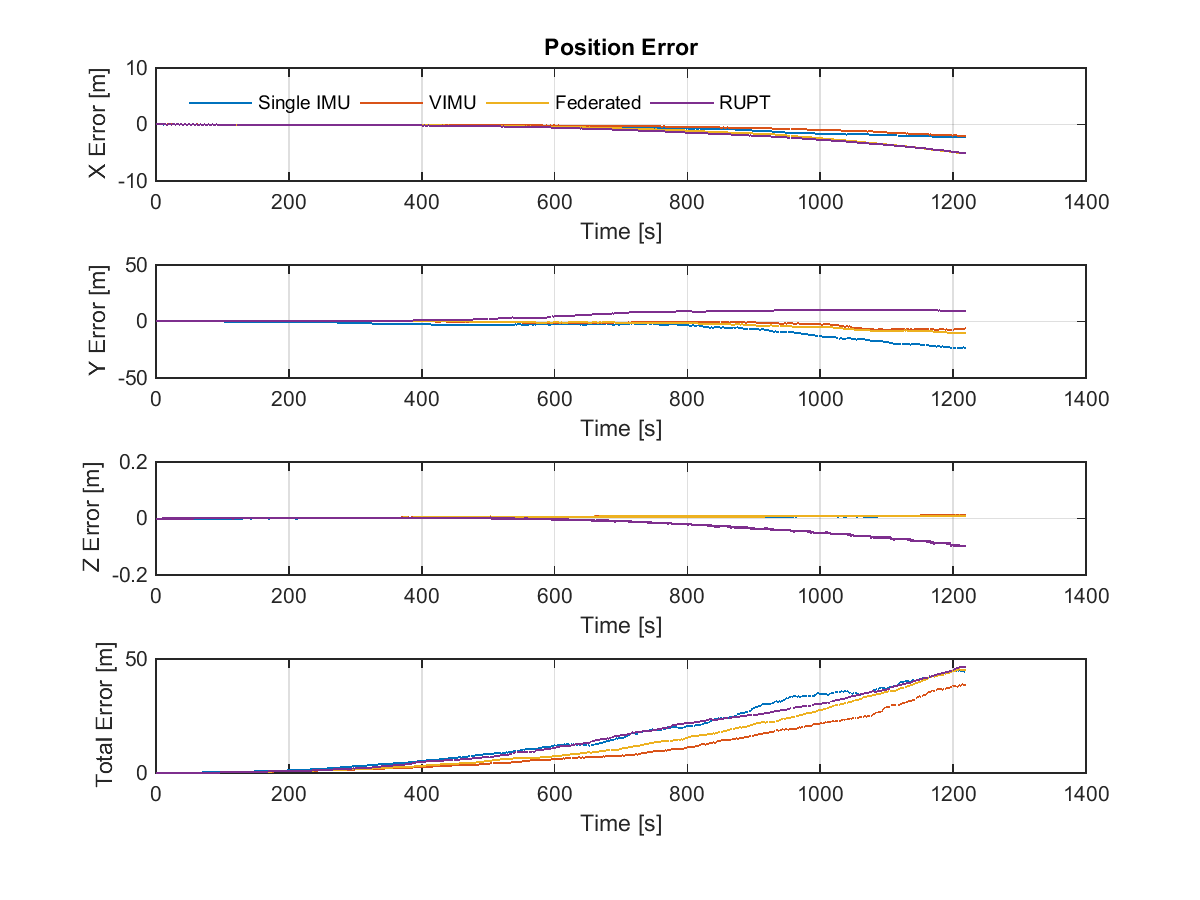 Position Error
X Error [m]
10
0
-10
Single IMU VIMU Federated RUPT
0 200 400 600 800 1000 1200 1400
Time [s]
Y Error [m]
50
0
-50
0 200 400 600 800 1000 1200 1400
Time [s]
Z Error [m]
0.2
0
-0.2
0 200 400 600 800 1000 1200 1400
Time [s]
Total Error [m]
50
0
0 200 400 600 800 1000 1200 1400
Time [s]